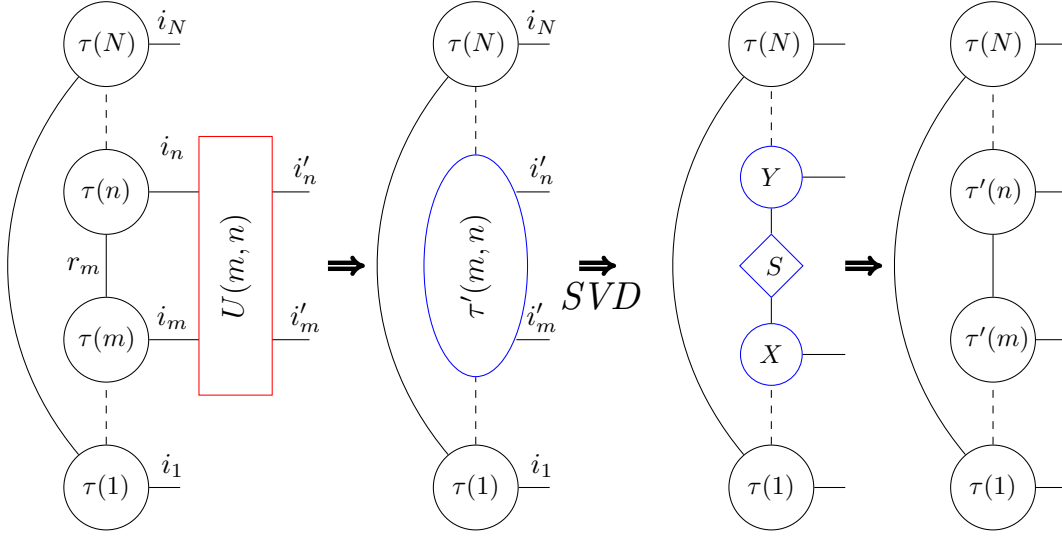 τ(N) i_N
τ(n) i_n
r_m
τ(m) i_m
τ(1) i_1
U(m, n)
i'_n
i'_m
⇒
τ(N) i_N
τ'(m, n)
i'_n
i'_m
τ(1) i_1
⇒
SVD
τ(N)
Y
S
X
τ(1)
⇒
τ(N)
τ'(n)
τ'(m)
τ(1)